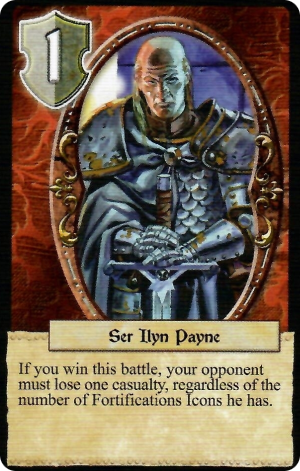 1
Ser Ilyn Payne
If you win this battle, your opponent
must lose one casualty, regardless of the
number of Fortifications Icons he has.